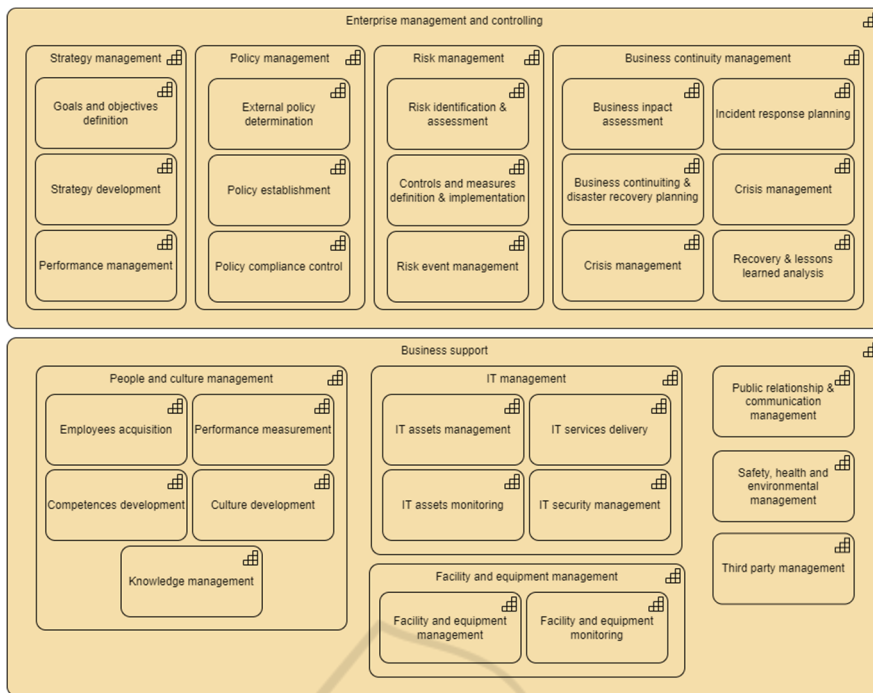 Enterprise management and controlling
Strategy management
Goals and objectives
definition
Strategy development
Performance management
Policy management
External policy
determination
Policy establishment
Policy compliance control
Risk management
Risk identification &
assessment
Controls and measures
definition & implementation
Risk event management
Business continuity management
Business inpact
assessment
Incident response planning
Business continuiting &
disaster recovery planning
Crisis management
Crisis management
Recovery & lessons
learned analysis
Business support
People and culture management
Employees acquisition
Performance measurement
Competences development
Culture development
Knowledge management
IT management
IT assets management
IT services delivery
IT assets monitoring
IT security management
Facility and equipment management
Facility and equipment
management
Facility and equipment
monitoring
Public relationship &
communication
management
Safety, health and
environmental
management
Third party management